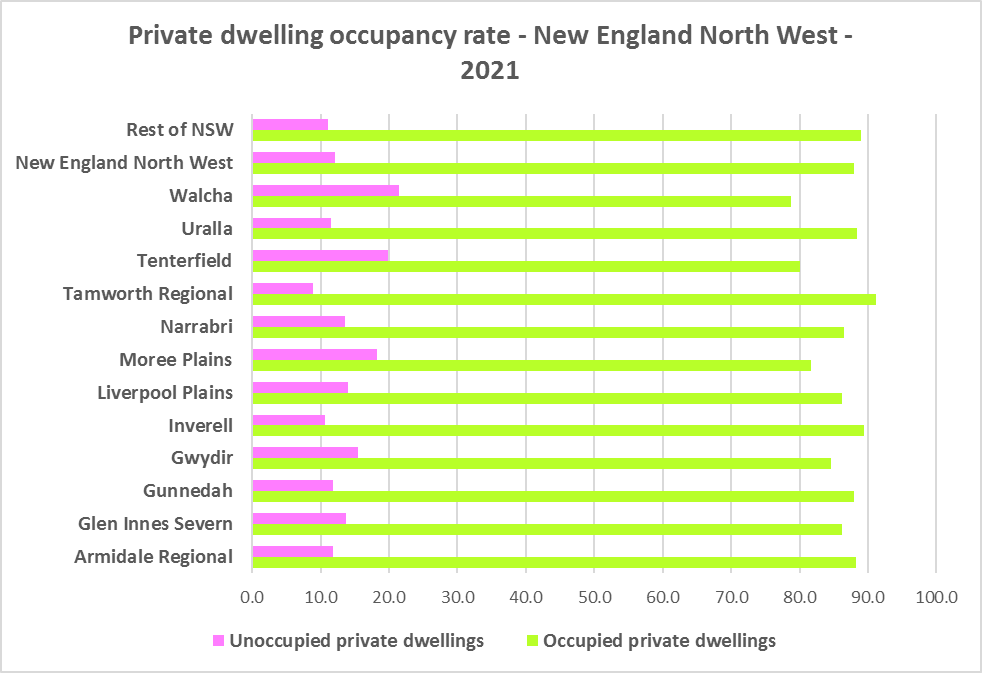 Private dwelling occupancy rate - New England North West -
2021
Rest of NSW
New England North West
Walcha
Uralla
Tenterfield
Tamworth Regional
Narrabri
Moree Plains
Liverpool Plains
Inverell
Gwydir
Gunnedah
Glen Innes Severn
Armidale Regional
0.0 10.0 20.0 30.0 40.0 50.0 60.0 70.0 80.0 90.0 100.0
Unoccupied private dwellings Occupied private dwellings